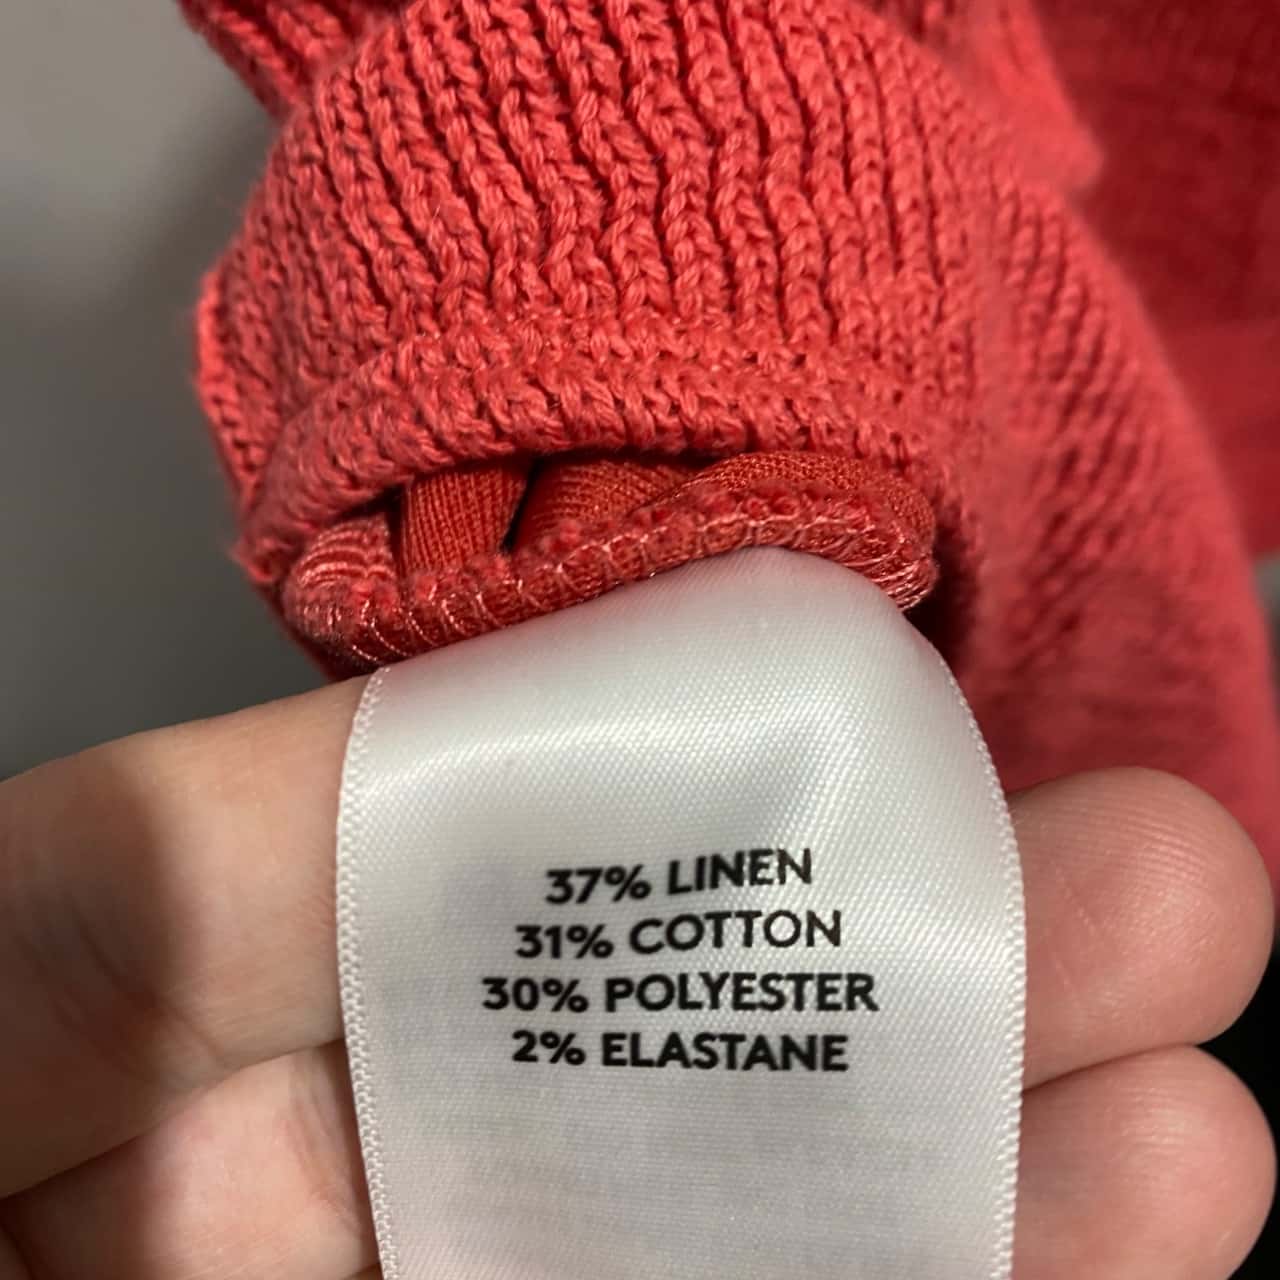 37% LINEN
31% COTTON
30% POLYESTER
2% ELASTANE